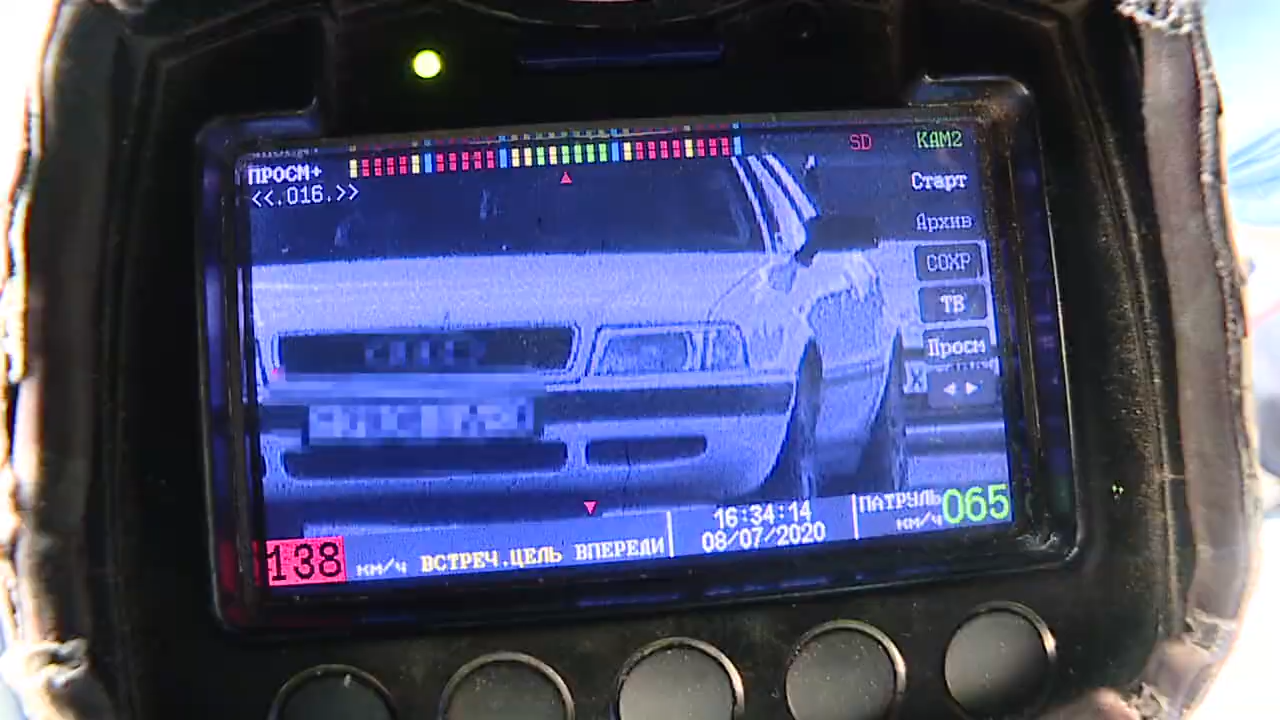 SD
КАМ2
ПРОСМ+
<<.016.>>
Старт
Архив
СОХР
ТВ
Просм
138 км/ч ВСТРЕЧ.ЦЕЛЬ ВПЕРЕДИ
16:34:14
08/07/2020
ПАТРУЛЬ
км/ч 065